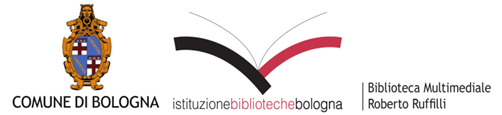 COMUNE DI BOLOGNA
istituzionebibliotechebologna
Biblioteca Multimediale
Roberto Ruffilli